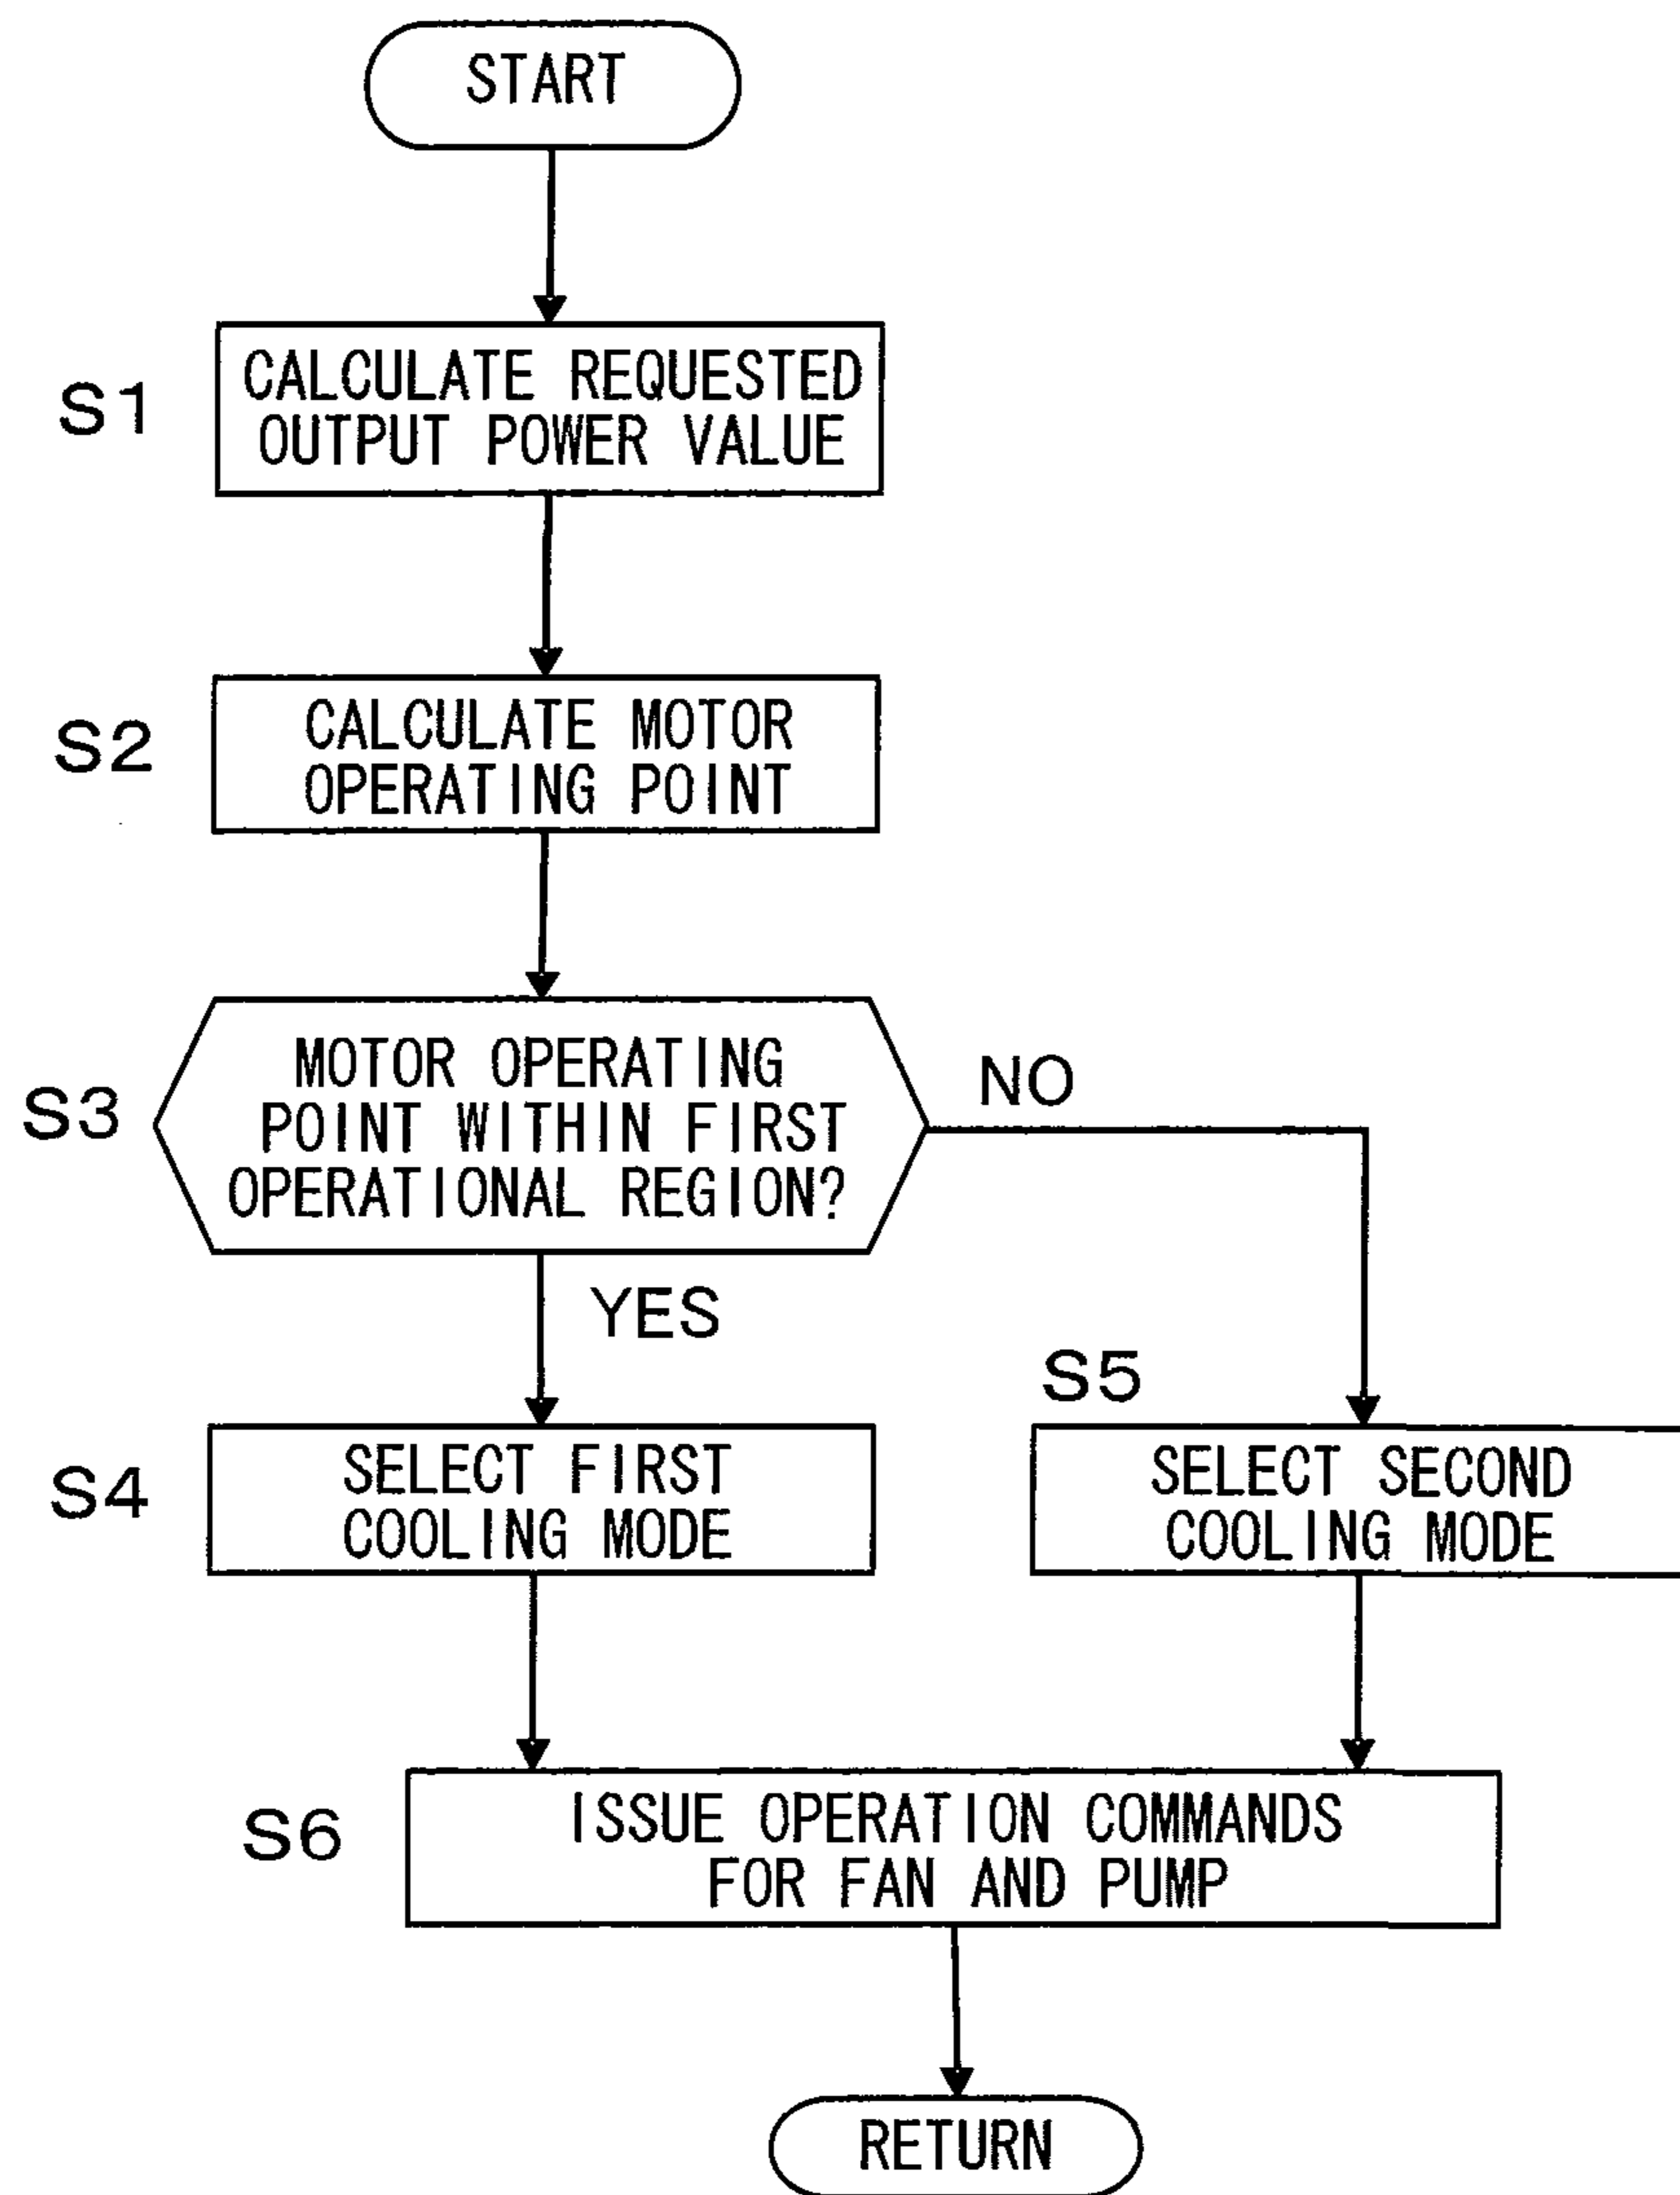 START
S1
CALCULATE REQUESTED
OUTPUT POWER VALUE
S2
CALCULATE MOTOR
OPERATING POINT
S3
MOTOR OPERATING
POINT WITHIN FIRST
OPERATIONAL REGION?
NO
YES
S4
SELECT FIRST
COOLING MODE
S5
SELECT SECOND
COOLING MODE
S6
ISSUE OPERATION COMMANDS
FOR FAN AND PUMP
RETURN